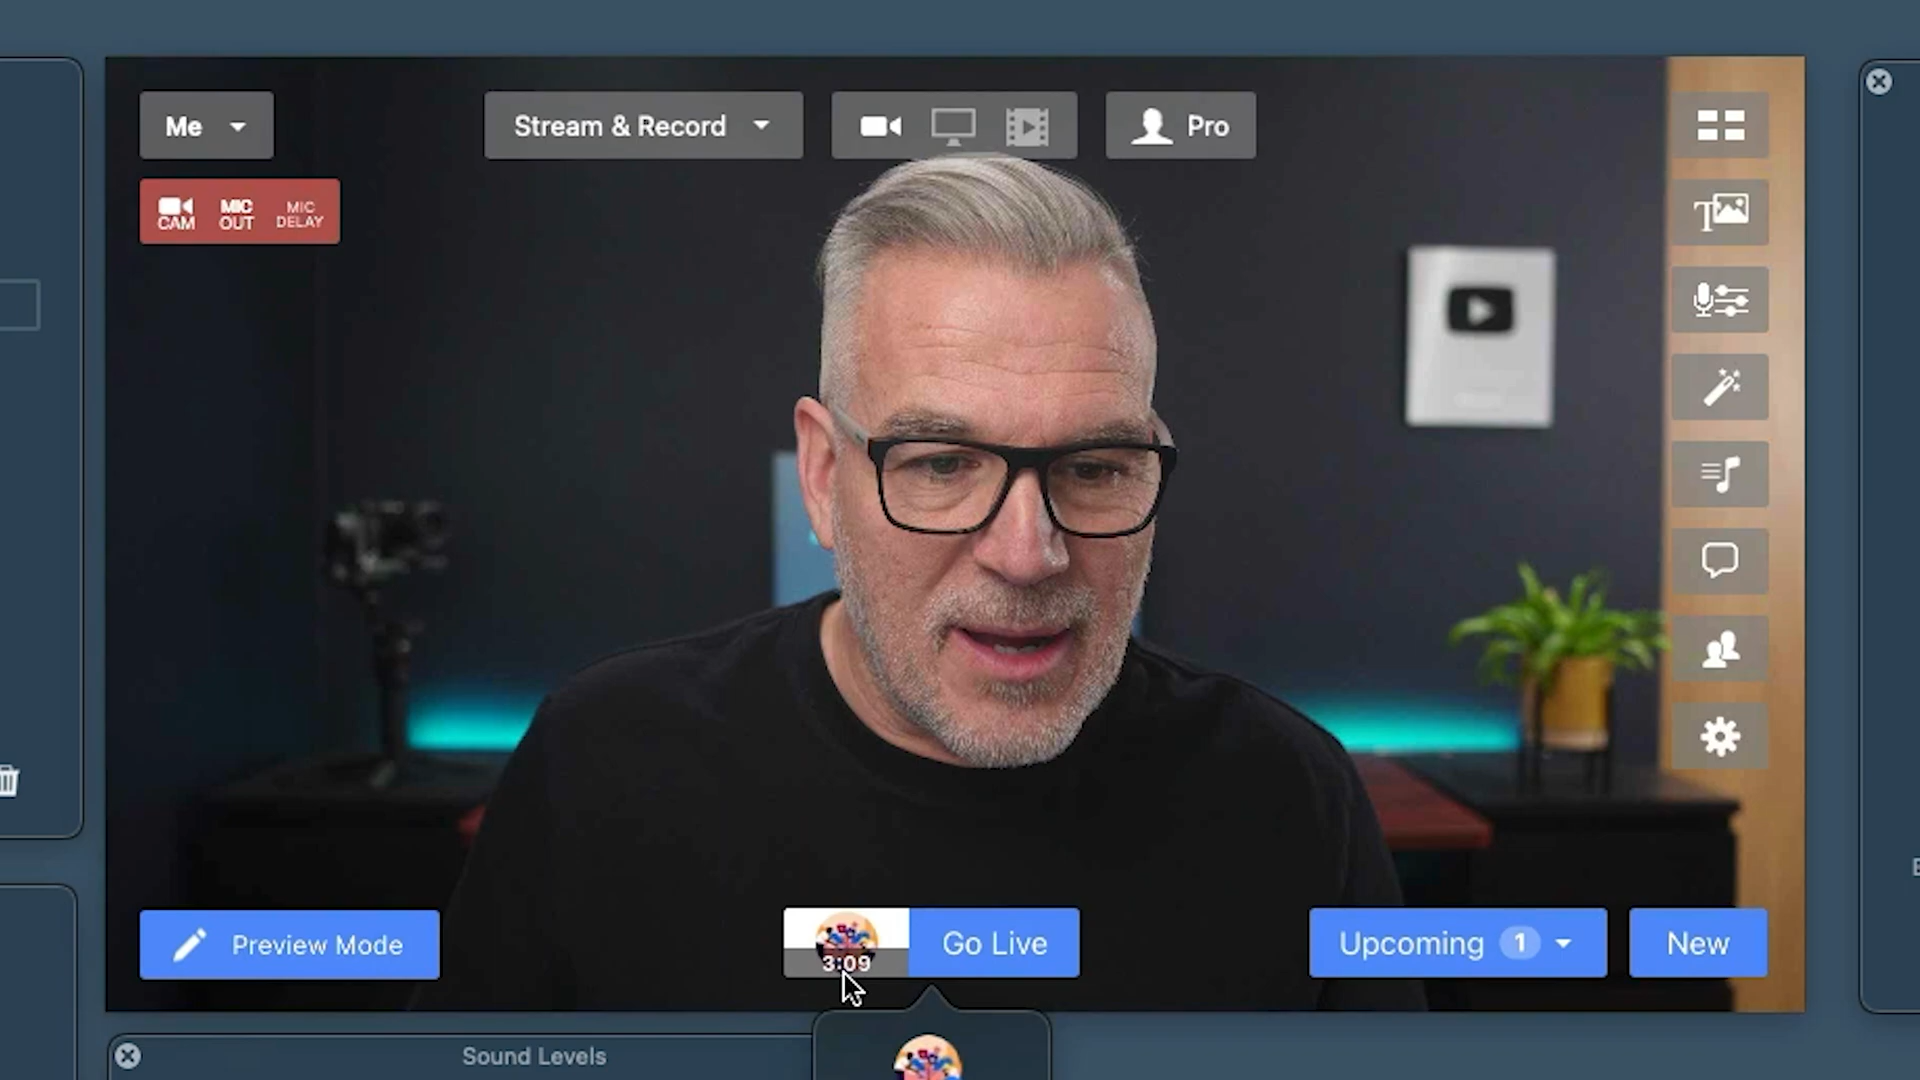 Me
Stream & Record
Pro
CAM
MIC OUT
MIC DELAY
T
Preview Mode
3:09
Go Live
Upcoming 1
New
Sound Levels